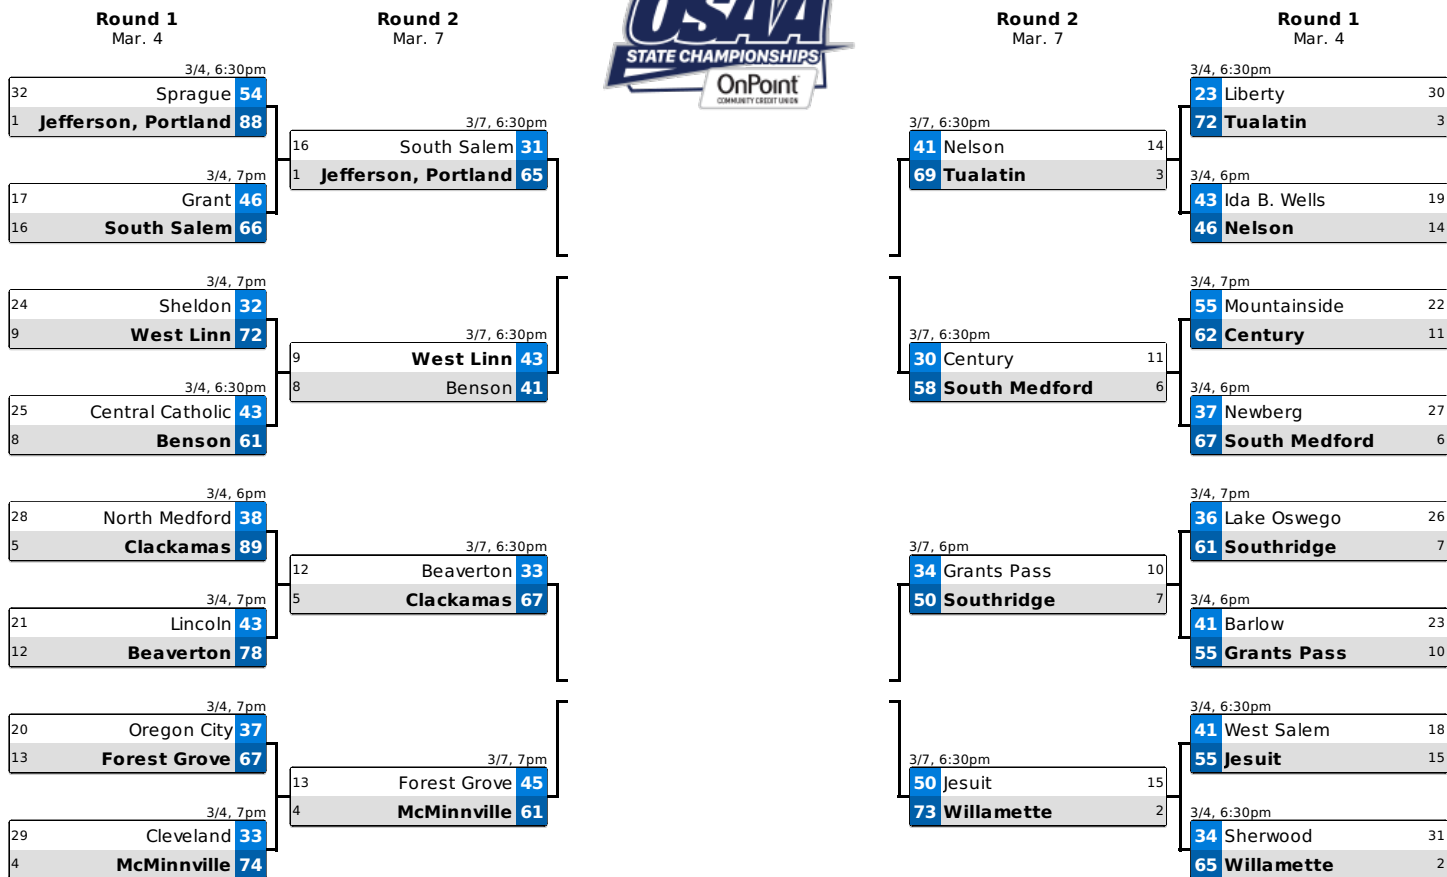 Round 1
Mar. 4
Round 2
Mar. 7
STATE CHAMPIONSHIPS
OnPoint
COMMUNITY CREDIT UNION
Round 2
Mar. 7
Round 1
Mar. 4
3/4, 6:30pm
32 Sprague 54
1 Jefferson, Portland 88
3/4, 7pm
17 Grant 46
16 South Salem 66
3/4, 7pm
24 Sheldon 32
9 West Linn 72
3/4, 6:30pm
25 Central Catholic 43
8 Benson 61
3/4, 6pm
28 North Medford 38
5 Clackamas 89
3/4, 7pm
21 Lincoln 43
12 Beaverton 78
3/4, 7pm
20 Oregon City 37
13 Forest Grove 67
3/4, 7pm
29 Cleveland 33
4 McMinnville 74
3/7, 6:30pm
16 South Salem 31
1 Jefferson, Portland 65
3/7, 6:30pm
9 West Linn 43
8 Benson 41
3/7, 6:30pm
12 Beaverton 33
5 Clackamas 67
3/7, 7pm
13 Forest Grove 45
4 McMinnville 61
3/7, 6:30pm
41 Nelson 14
69 Tualatin 3
3/7, 6:30pm
30 Century 11
58 South Medford 6
3/7, 6pm
34 Grants Pass 10
50 Southridge 7
3/7, 6:30pm
50 Jesuit 15
73 Willamette 2
3/4, 6:30pm
23 Liberty 30
72 Tualatin 3
3/4, 6pm
43 Ida B. Wells 19
46 Nelson 14
3/4, 7pm
55 Mountainside 22
62 Century 11
3/4, 6pm
37 Newberg 27
67 South Medford 6
3/4, 7pm
36 Lake Oswego 26
61 Southridge 7
3/4, 6pm
41 Barlow 23
55 Grants Pass 10
3/4, 6:30pm
41 West Salem 18
55 Jesuit 15
3/4, 6:30pm
34 Sherwood 31
65 Willamette 2